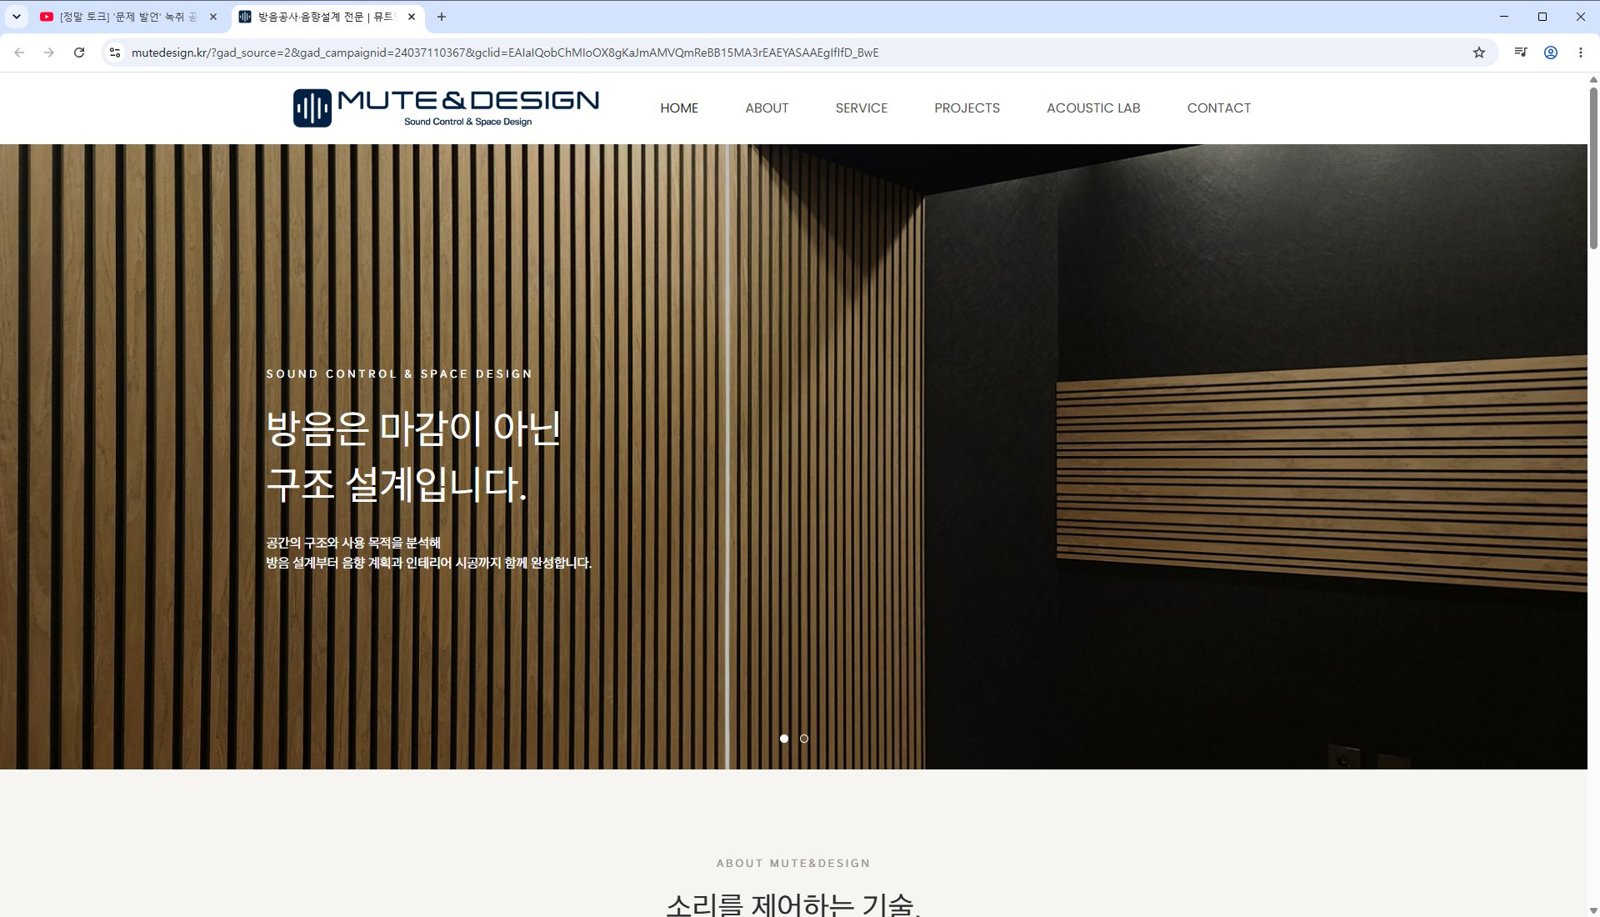 [정말 토크] '문제 발언' 녹취 공
방음공사·음향설계 전문 | 뮤트
mutedesign.kr/?gad_source=2&gad_campaignid=24037110367&gclid=EAIaIQobChMIoOX8gKaJmAMVQmReBB15MA3rEAEYASAAEgIfIfD_BwE
MUTE&DESIGN
Sound Control & Space Design
HOME ABOUT SERVICE PROJECTS ACOUSTIC LAB CONTACT
SOUND CONTROL & SPACE DESIGN
방음은 마감이 아닌
구조 설계입니다.
공간의 구조와 사용 목적을 분석해
방음 설계부터 음향 계획과 인테리어 시공까지 함께 완성합니다.
ABOUT MUTE&DESIGN
소리를 제어하는 기술,